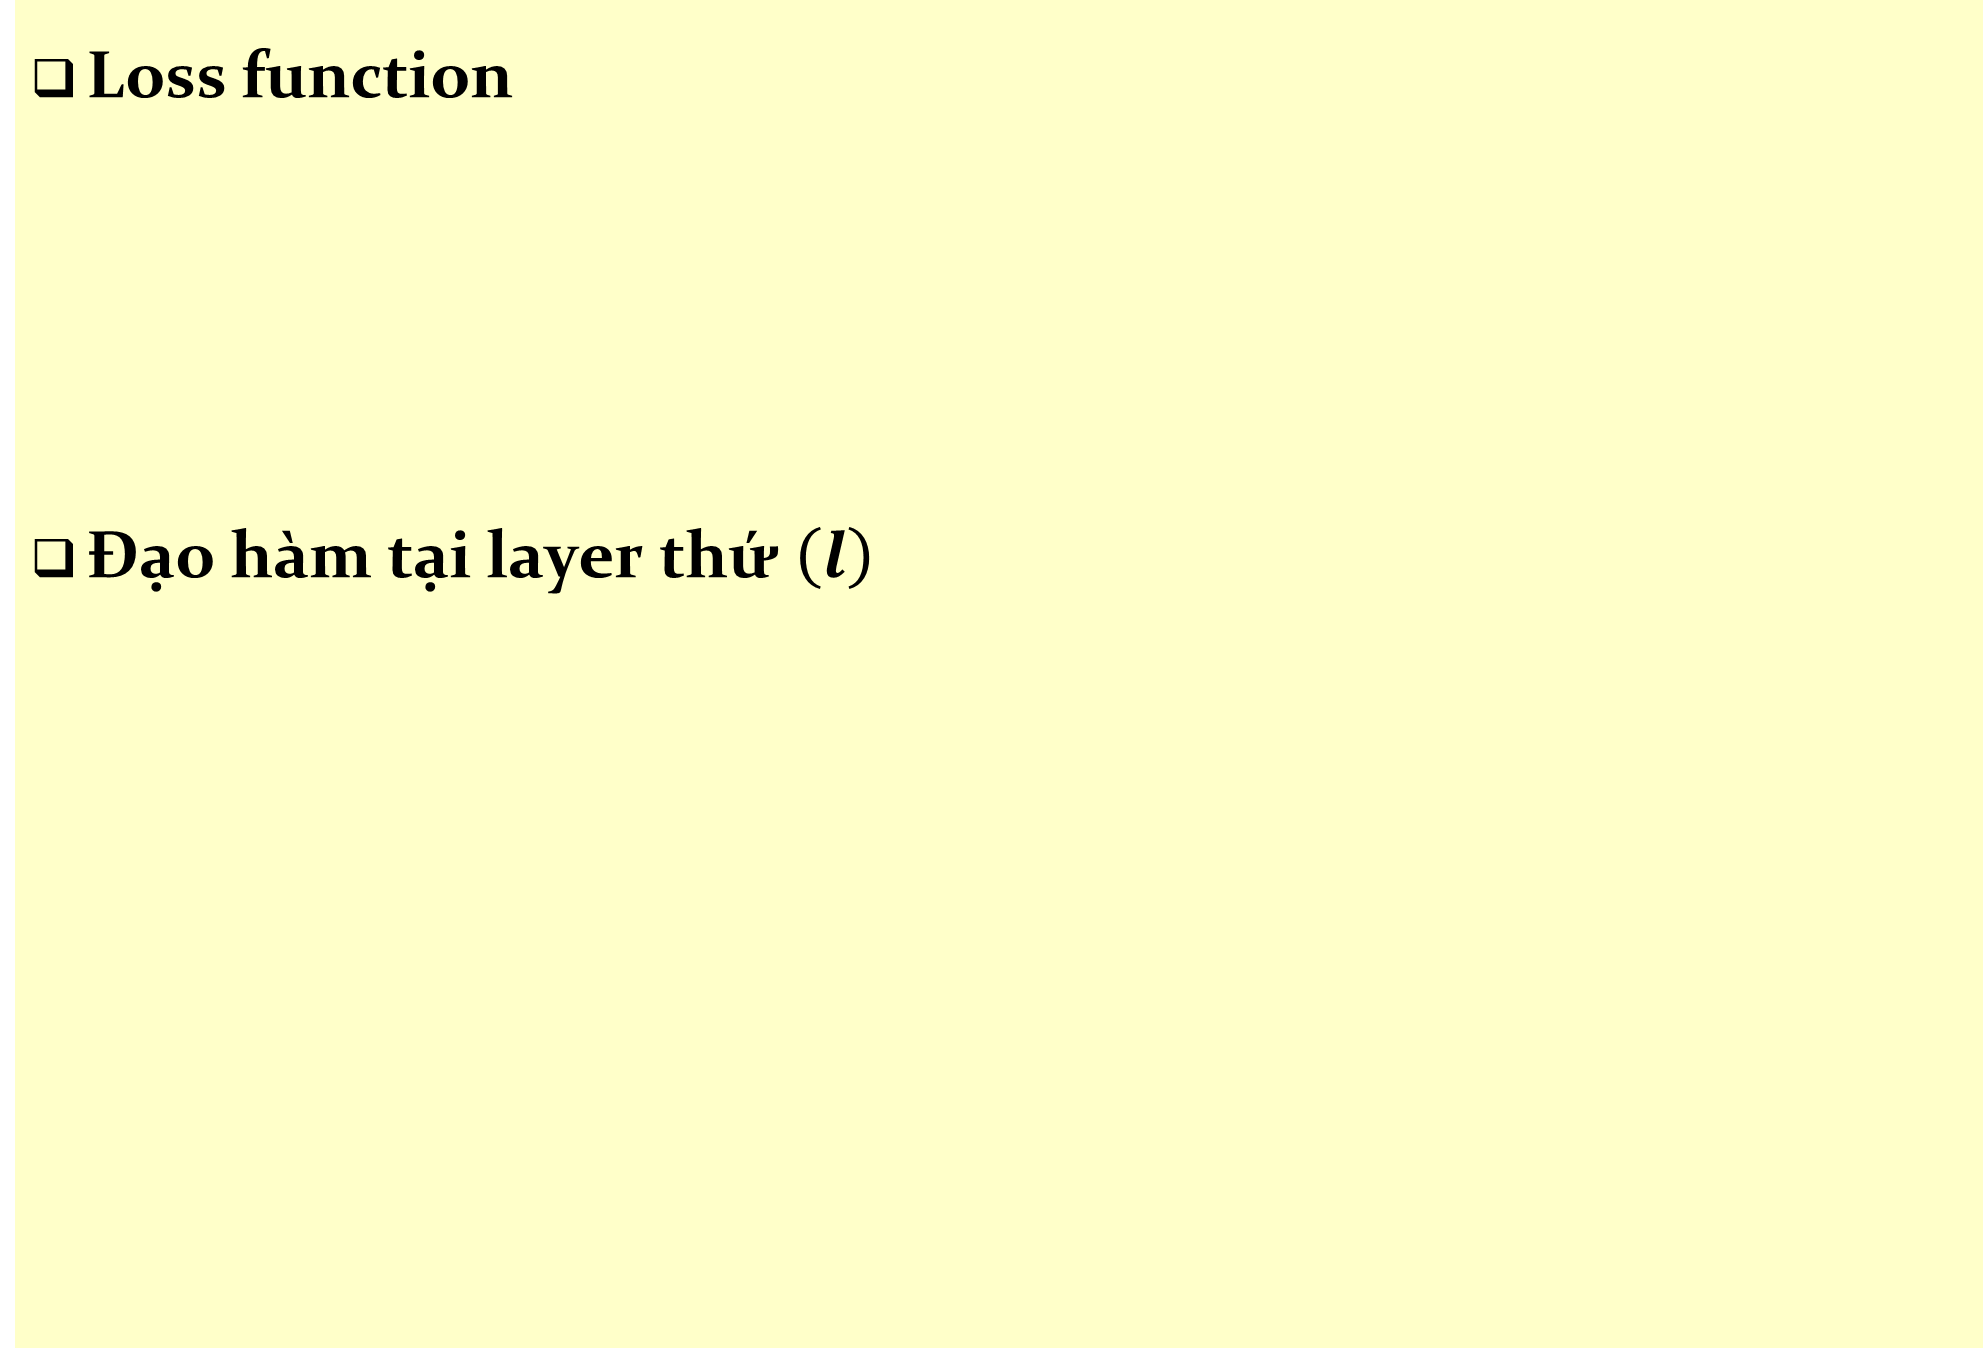 ❑ Loss function
❑ Đạo hàm tại layer thứ (l)